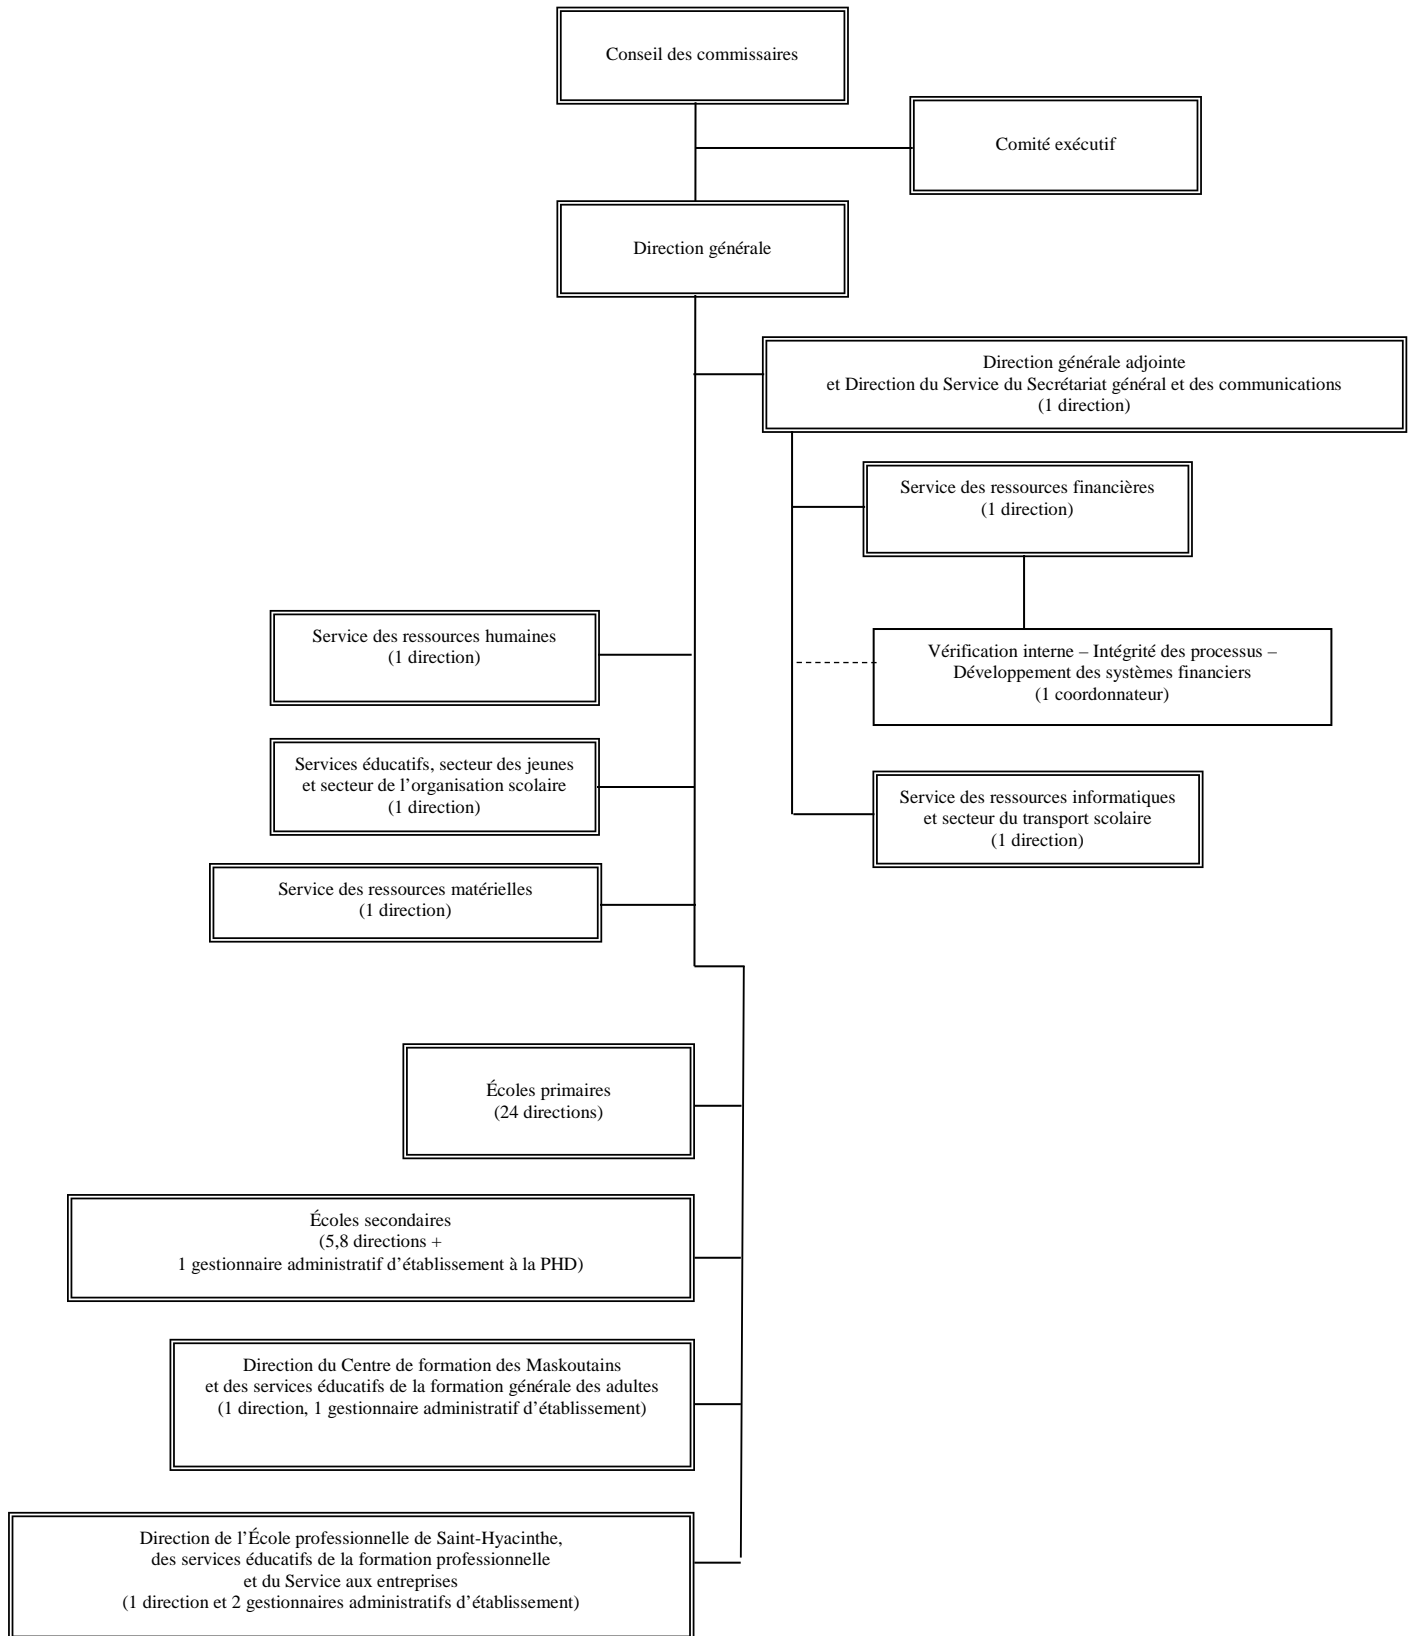 Conseil des commissaires
Comité exécutif
Direction générale
Direction générale adjointe
et Direction du Service du Secrétariat général et des communications
(1 direction)
Service des ressources financières
(1 direction)
Service des ressources humaines
(1 direction)
Vérification interne – Intégrité des processus –
Développement des systèmes financiers
(1 coordonnateur)
Services éducatifs, secteur des jeunes
et secteur de l’organisation scolaire
(1 direction)
Service des ressources informatiques
et secteur du transport scolaire
(1 direction)
Service des ressources matérielles
(1 direction)
Écoles primaires
(24 directions)
Écoles secondaires
(5,8 directions +
1 gestionnaire administratif d’établissement à la PHD)
Direction du Centre de formation des Maskoutains
et des services éducatifs de la formation générale des adultes
(1 direction, 1 gestionnaire administratif d’établissement)
Direction de l’École professionnelle de Saint-Hyacinthe,
des services éducatifs de la formation professionnelle
et du Service aux entreprises
(1 direction et 2 gestionnaires administratifs d’établissement)